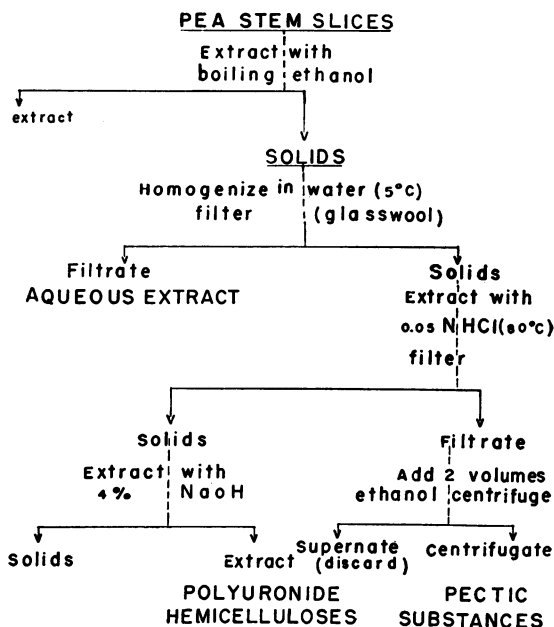 PEA STEM SLICES
Extract with
boiling ethanol
extract
SOLIDS
Homogenize in water (5°C)
filter (glasswool)
Filtrate
AQUEOUS EXTRACT
Solids
Extract with
0.05 N HCl (80°C)
filter
Solids
Extract with
4% NaoH
Filtrate
Add 2 volumes
ethanol centrifuge
Solids
Extract
POLYURONIDE
HEMICELLULOSES
Supernate
(discard)
Centrifugate
PECTIC
SUBSTANCES